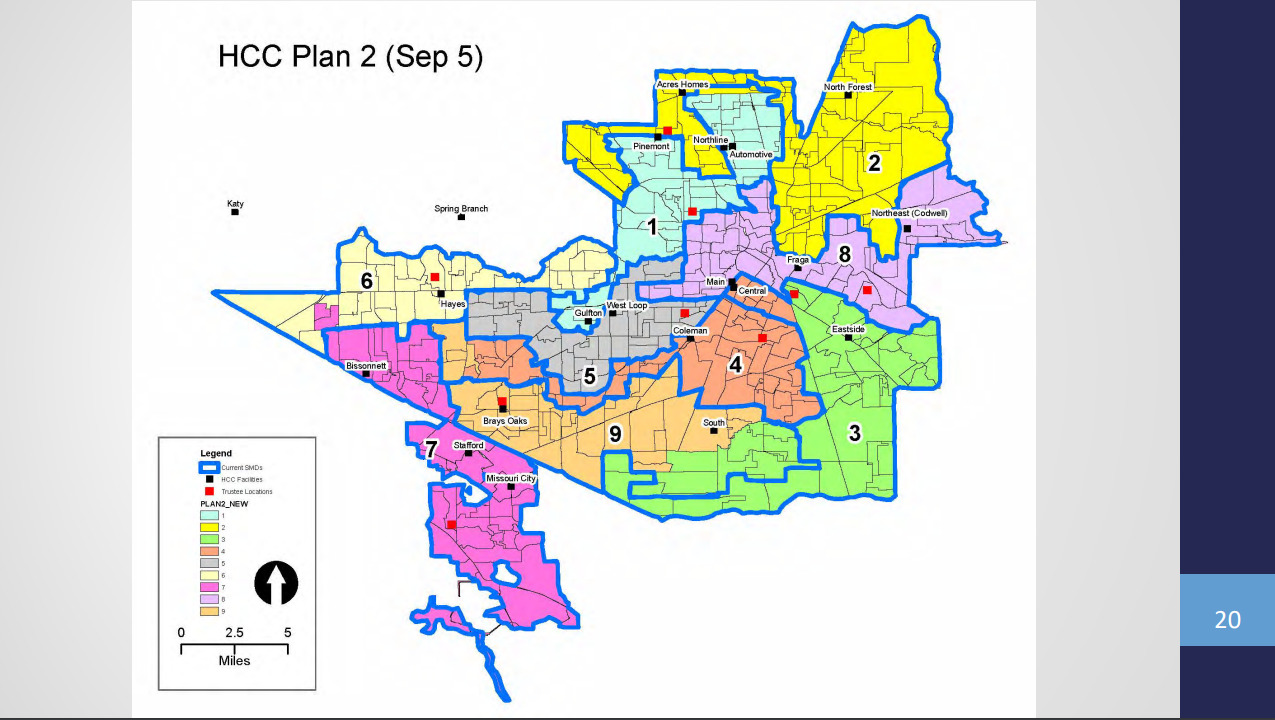 HCC Plan 2 (Sep 5)
Acres Homes
North Forest
Pinemont
Northline
Automotive
2
Katy
Spring Branch
Northeast (Codwell)
1
8
Fraga
6
Main
Central
Hayes
Gulfton
West Loop
Coleman
Eastside
Bissonnett
5
4
Brays Oaks
South
9
3
7
Stafford
Missouri City
Legend
Current SMDs
HCC Facilities
Trustee Locations
PLAN2_NEW
1
2
3
4
5
6
7
8
9
0 2.5 5
Miles
20